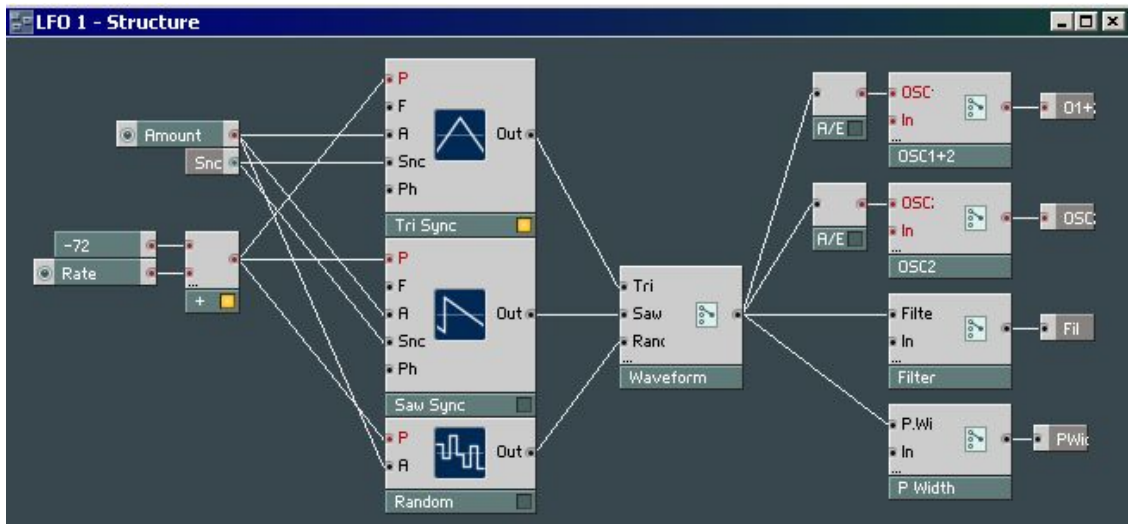 LFO 1 - Structure
P
F
A
Snc
Ph
Out
Tri Sync
Amount
Snc
-72
Rate
+
...
P
F
A
Snc
Ph
Out
Saw Sync
P
A
Out
Random
Tri
Saw
Ranc
...
Waveform
A/E
OSC
In
...
OSC1+2
O1+
A/E
OSC
In
...
OSC2
OSC
Filte
In
...
Filter
Fil
P.Wi
In
...
P Width
PWi